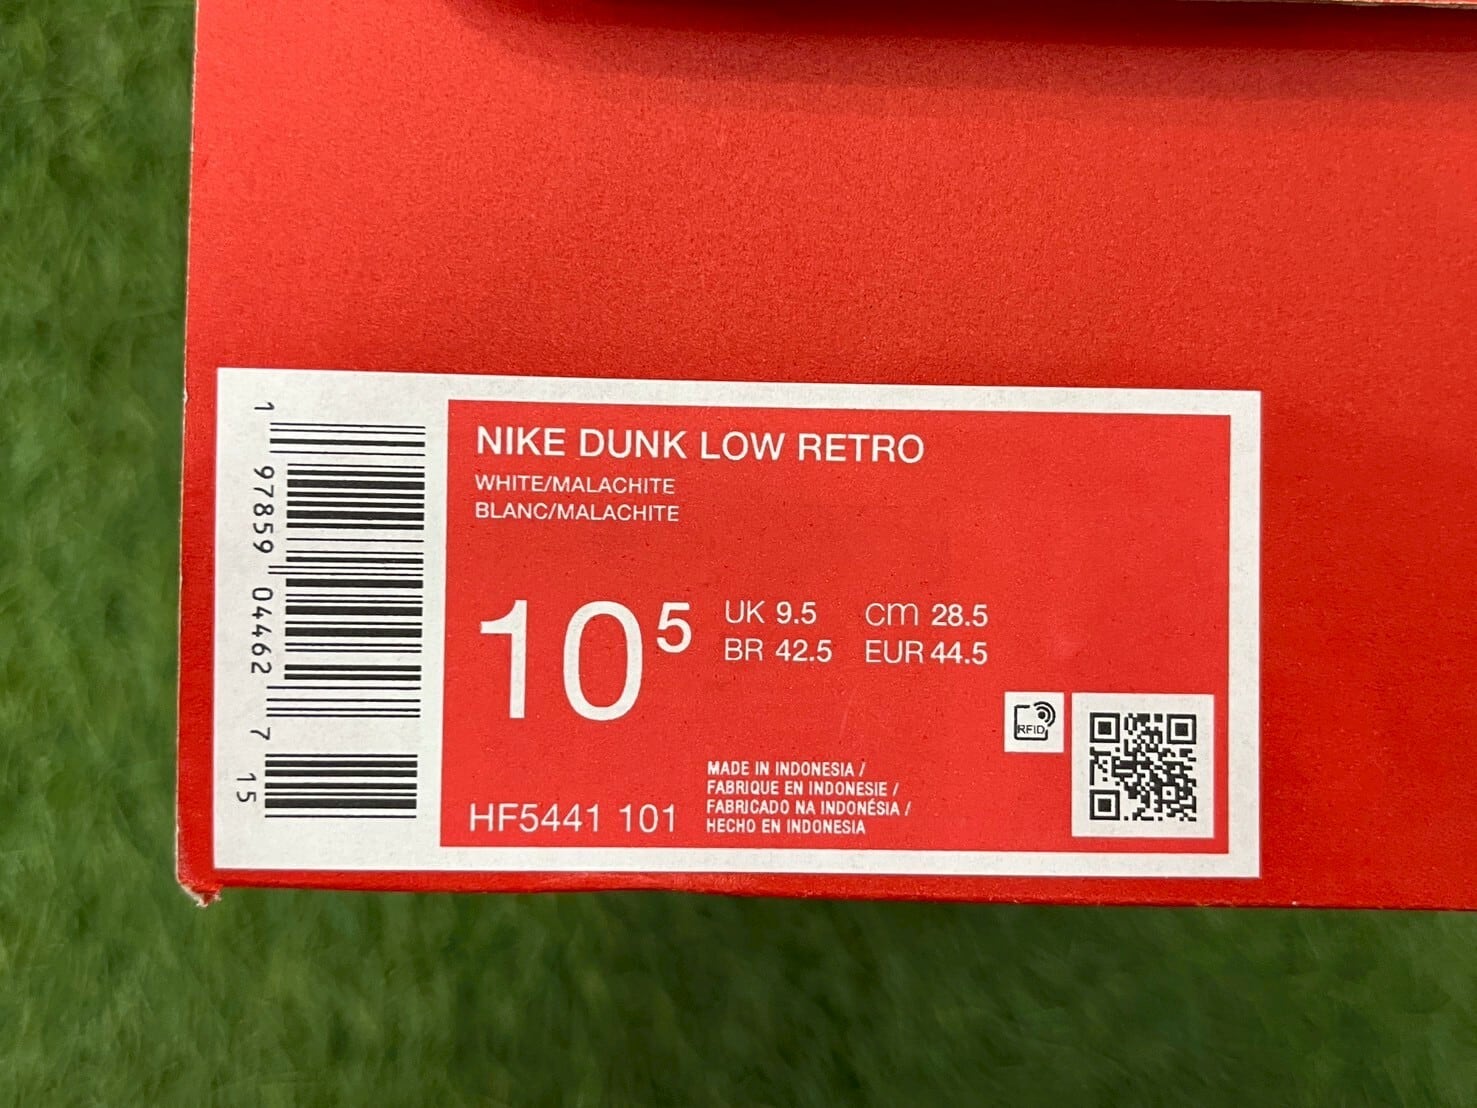 1 97859 04462 7 15
NIKE DUNK LOW RETRO
WHITE/MALACHITE
BLANC/MALACHITE
10 5
UK 9.5 cm 28.5
BR 42.5 EUR 44.5
RFID
MADE IN INDONESIA /
FABRIQUE EN INDONESIE /
FABRICADO NA INDONÉSIA /
HECHO EN INDONESIA
HF5441 101